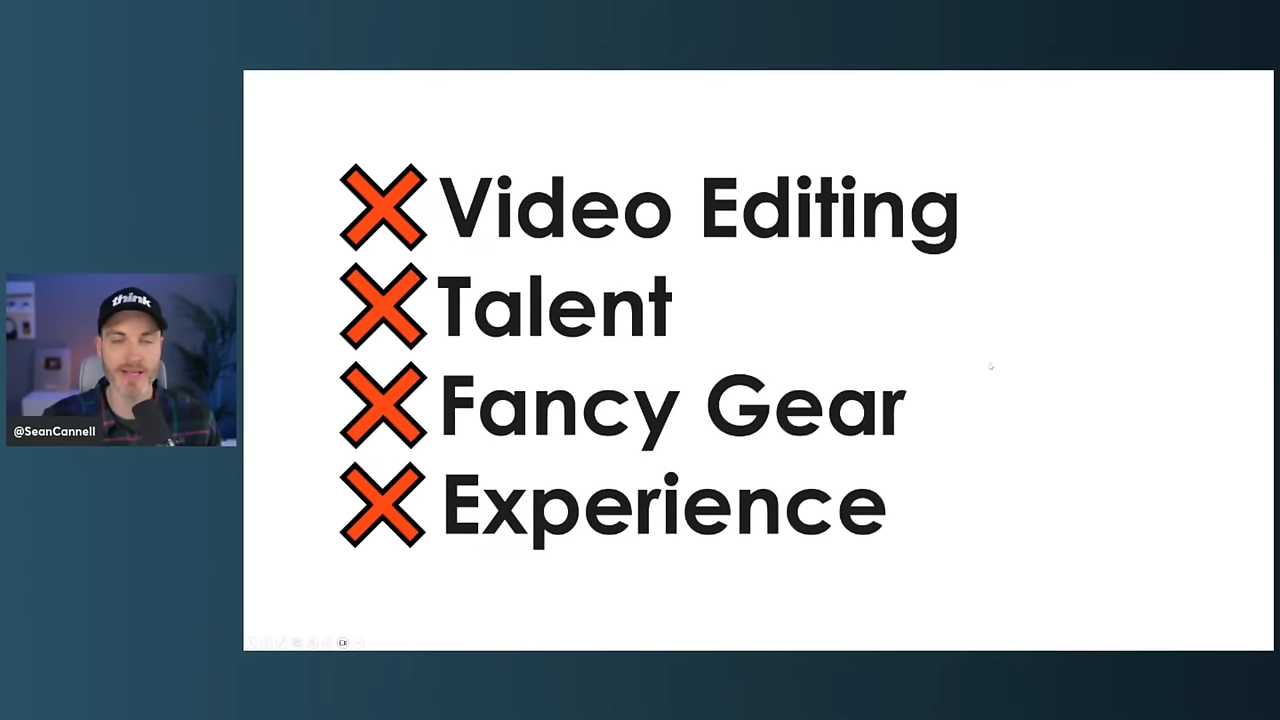 Video Editing
Talent
Fancy Gear
Experience
think
@SeanCannell